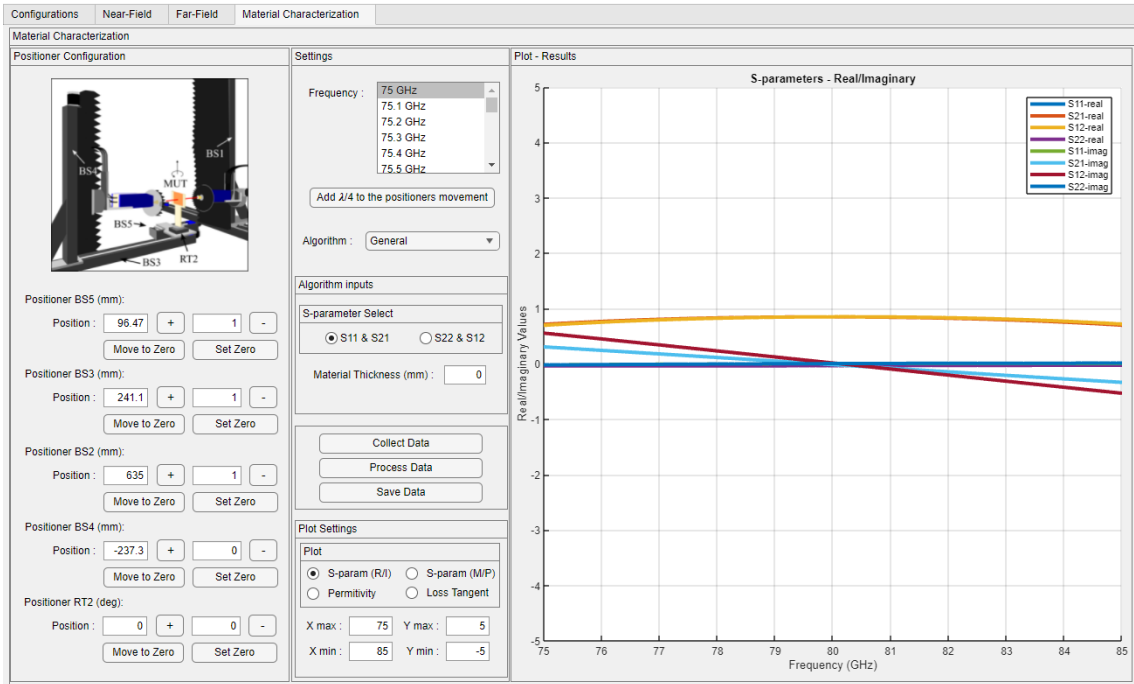 Configurations Near-Field Far-Field Material Characterization
Material Characterization
Positioner Configuration
BS4
BS1
MUT
BS5
BS3
RT2
Positioner BS5 (mm):
Position : 96.47 + 1 -
Move to Zero Set Zero
Positioner BS3 (mm):
Position : 241.1 + 1 -
Move to Zero Set Zero
Positioner BS2 (mm):
Position : 635 + 1 -
Move to Zero Set Zero
Positioner BS4 (mm):
Position : -237.3 + 0 -
Move to Zero Set Zero
Positioner RT2 (deg):
Position : 0 + 0 -
Move to Zero Set Zero
Settings
Frequency : 75 GHz
75.1 GHz
75.2 GHz
75.3 GHz
75.4 GHz
75.5 GHz
Add λ/4 to the positioners movement
Algorithm : General
Algorithm inputs
S-parameter Select
S11 & S21 S22 & S12
Material Thickness (mm) : 0
Collect Data
Process Data
Save Data
Plot Settings
Plot
S-param (R/I) S-param (M/P)
Permitivity Loss Tangent
X max : 75 Y max : 5
X min : 85 Y min : -5
Plot - Results
S-parameters - Real/Imaginary
S11-real
S21-real
S12-real
S22-real
S11-imag
S21-imag
S12-imag
S22-imag
Real/Imaginary Values
5
4
3
2
1
0
-1
-2
-3
-4
-5
75 76 77 78 79 80 81 82 83 84 85
Frequency (GHz)